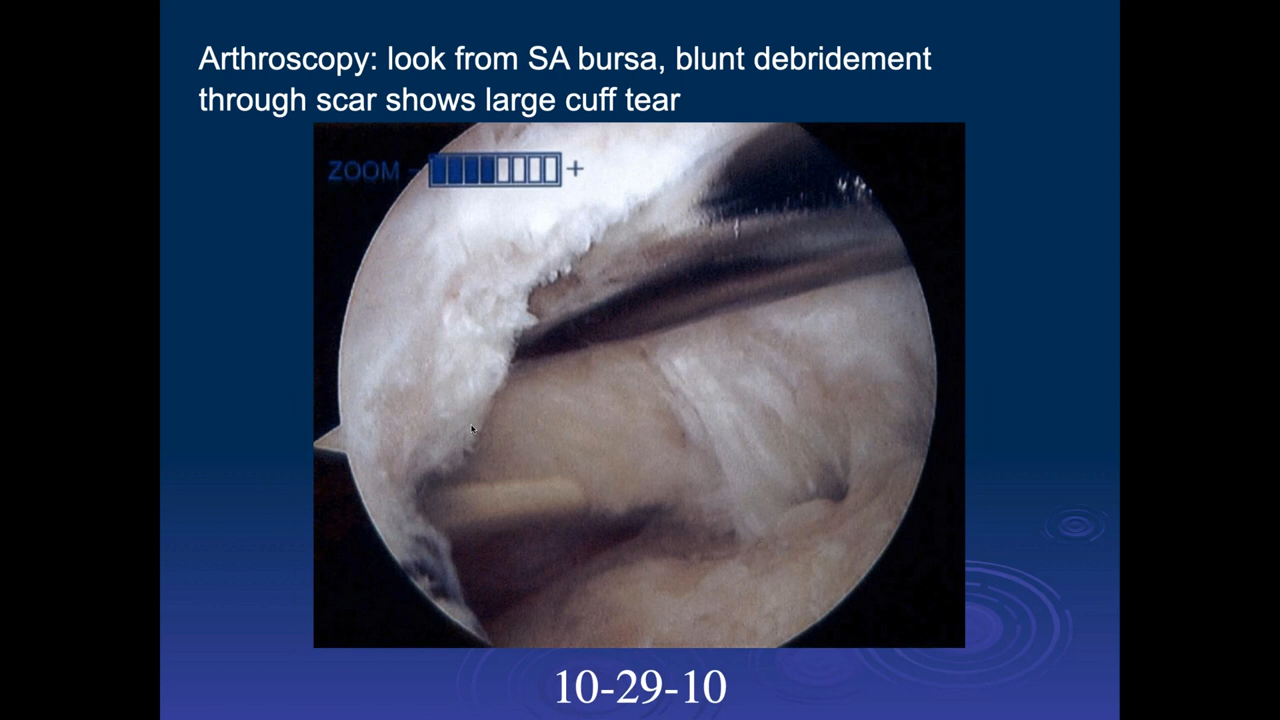 Arthroscopy: look from SA bursa, blunt debridement
through scar shows large cuff tear
ZOOM - +
10-29-10